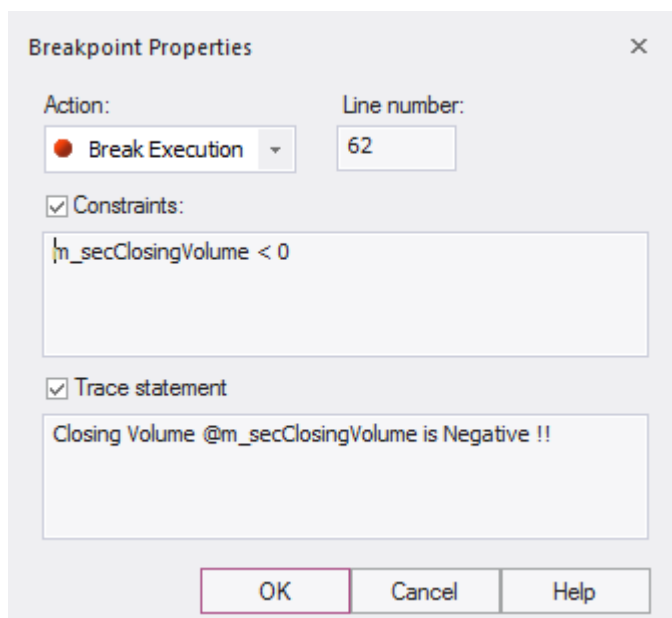 Breakpoint Properties
Action: Line number:
Break Execution 62
Constraints:
m_secClosingVolume < 0
Trace statement
Closing Volume @m_secClosingVolume is Negative !!
OK Cancel Help